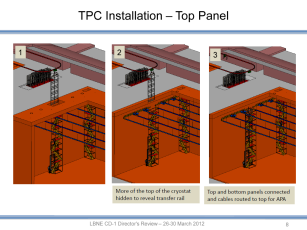 TPC Installation – Top Panel
1
2
3
More of the top of the cryostat
hidden to reveal transfer rail
Top and bottom panels connected
and cables routed to top for APA
LBNE CD-1 Director's Review – 26-30 March 2012
8